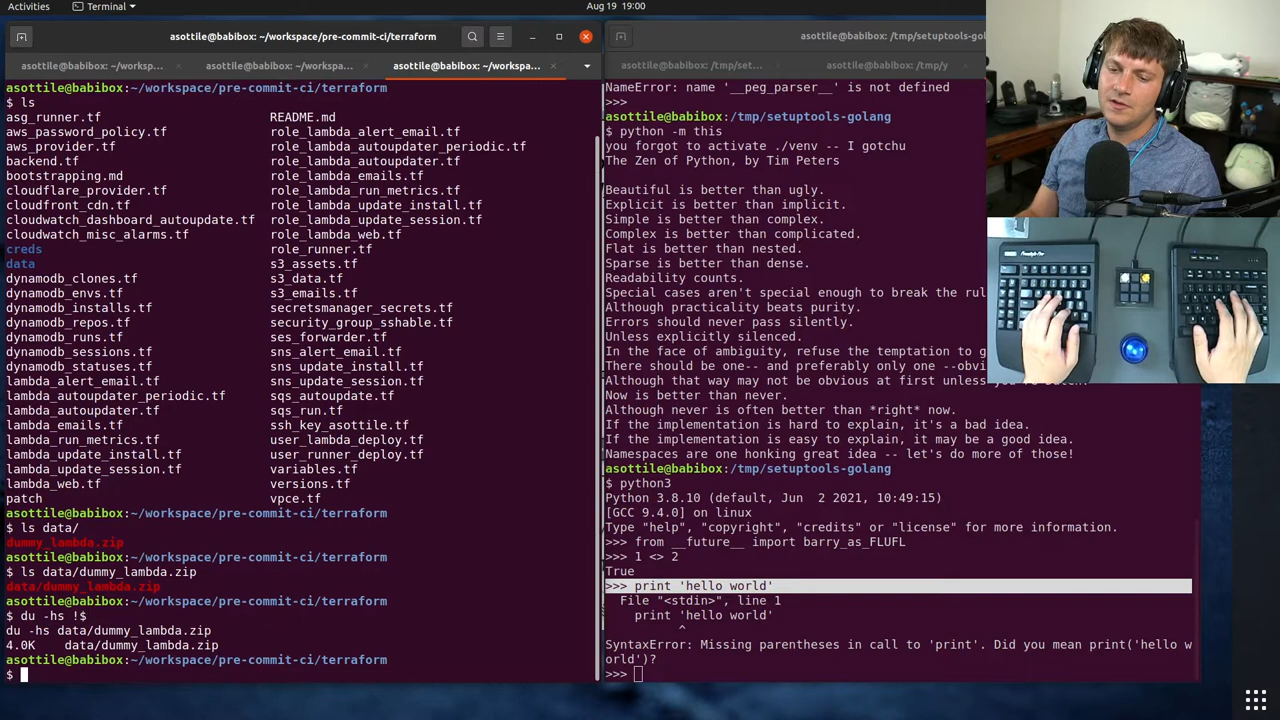 Activities
Terminal
Aug 19 19:00
asottile@babibox: ~/workspace/pre-commit-ci/terraform
asottile@babibox: ~/worksp…
asottile@babibox: ~/workspa…
asottile@babibox: ~/workspa…
asottile@babibox:~/workspace/pre-commit-ci/terraform
$ ls
asg_runner.tf README.md
aws_password_policy.tf role_lambda_alert_email.tf
aws_provider.tf role_lambda_autoupdater_periodic.tf
backend.tf role_lambda_autoupdater.tf
bootstrapping.md role_lambda_emails.tf
cloudflare_provider.tf role_lambda_run_metrics.tf
cloudfront_cdn.tf role_lambda_update_install.tf
cloudwatch_dashboard_autoupdate.tf role_lambda_update_session.tf
cloudwatch_misc_alarms.tf role_lambda_web.tf
creds role_runner.tf
data s3_assets.tf
dynamodb_clones.tf s3_data.tf
dynamodb_envs.tf s3_emails.tf
dynamodb_installs.tf secretsmanager_secrets.tf
dynamodb_repos.tf security_group_sshable.tf
dynamodb_runs.tf ses_forwarder.tf
dynamodb_sessions.tf sns_alert_email.tf
dynamodb_statuses.tf sns_update_install.tf
lambda_alert_email.tf sns_update_session.tf
lambda_autoupdater_periodic.tf sqs_autoupdate.tf
lambda_autoupdater.tf sqs_run.tf
lambda_emails.tf ssh_key_asottile.tf
lambda_run_metrics.tf user_lambda_deploy.tf
lambda_update_install.tf user_runner_deploy.tf
lambda_update_session.tf variables.tf
lambda_web.tf versions.tf
patch vpce.tf
asottile@babibox:~/workspace/pre-commit-ci/terraform
$ ls data/
dummy_lambda.zip
asottile@babibox:~/workspace/pre-commit-ci/terraform
$ ls data/dummy_lambda.zip
data/dummy_lambda.zip
asottile@babibox:~/workspace/pre-commit-ci/terraform
$ du -hs !$
du -hs data/dummy_lambda.zip
4.0K data/dummy_lambda.zip
asottile@babibox:~/workspace/pre-commit-ci/terraform
$
asottile@babibox: /tmp/setuptools-gol
asottile@babibox: /tmp/set…
asottile@babibox: /tmp/y
NameError: name '__peg_parser__' is not defined
>>>
asottile@babibox:/tmp/setuptools-golang
$ python -m this
you forgot to activate ./venv -- I gotchu
The Zen of Python, by Tim Peters
Beautiful is better than ugly.
Explicit is better than implicit.
Simple is better than complex.
Complex is better than complicated.
Flat is better than nested.
Sparse is better than dense.
Readability counts.
Special cases aren't special enough to break the rul
Although practicality beats purity.
Errors should never pass silently.
Unless explicitly silenced.
In the face of ambiguity, refuse the temptation to g
There should be one-- and preferably only one --obvi
Although that way may not be obvious at first unless you're Dutch.
Now is better than never.
Although never is often better than *right* now.
If the implementation is hard to explain, it's a bad idea.
If the implementation is easy to explain, it may be a good idea.
Namespaces are one honking great idea -- let's do more of those!
asottile@babibox:/tmp/setuptools-golang
$ python3
Python 3.8.10 (default, Jun 2 2021, 10:49:15)
[GCC 9.4.0] on linux
Type "help", "copyright", "credits" or "license" for more information.
>>> from __future__ import barry_as_FLUFL
>>> 1 <> 2
True
>>> print 'hello world'
File "<stdin>", line 1
print 'hello world'
^
SyntaxError: Missing parentheses in call to 'print'. Did you mean print('hello w
orld')?
>>>